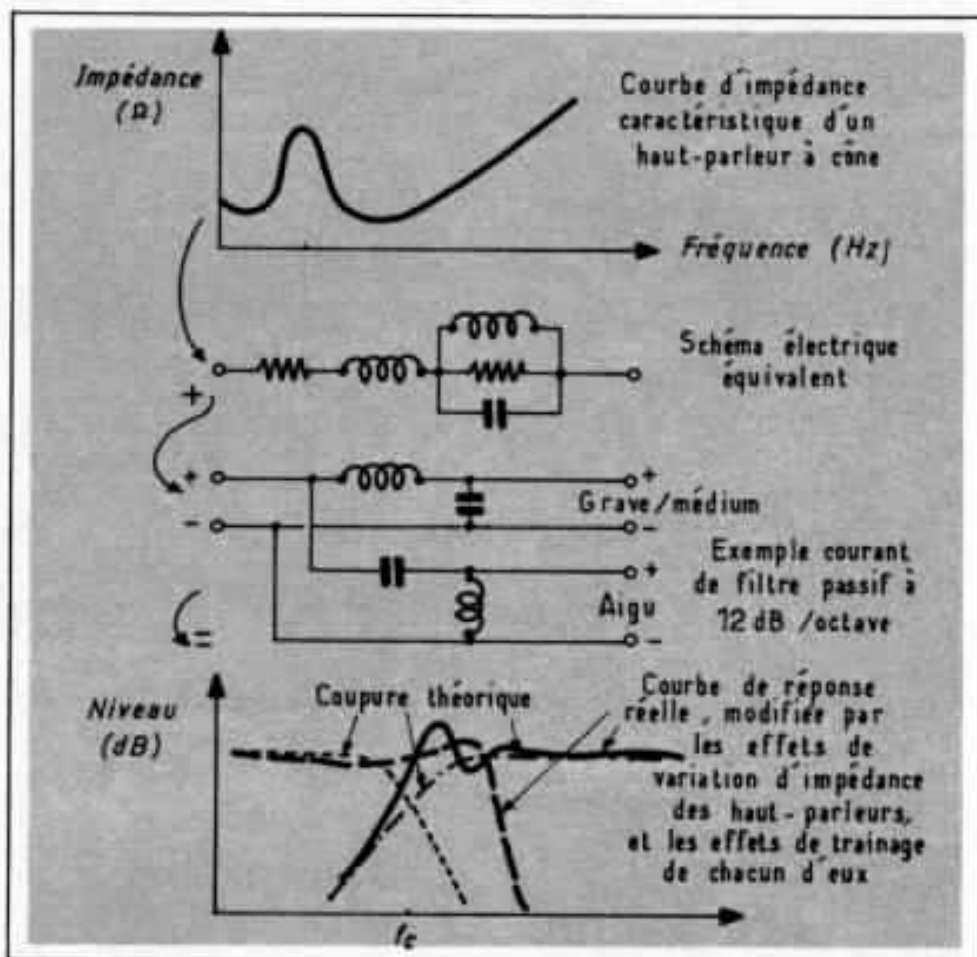 Impédance
(Ω)
Courbe d'impédance
caractéristique d'un
haut-parleur à cône
Fréquence (Hz)
Schéma électrique
équivalent
+
+
-
+
Grave/médium
-
+
Aigu
-
Exemple courant
de filtre passif à
12 dB /octave
=
Niveau
(dB)
Coupure théorique
Courbe de réponse
réelle, modifiée par
les effets de
variation d'impédance
des haut-parleurs,
et les effets de trainage
de chacun d'eux
fc